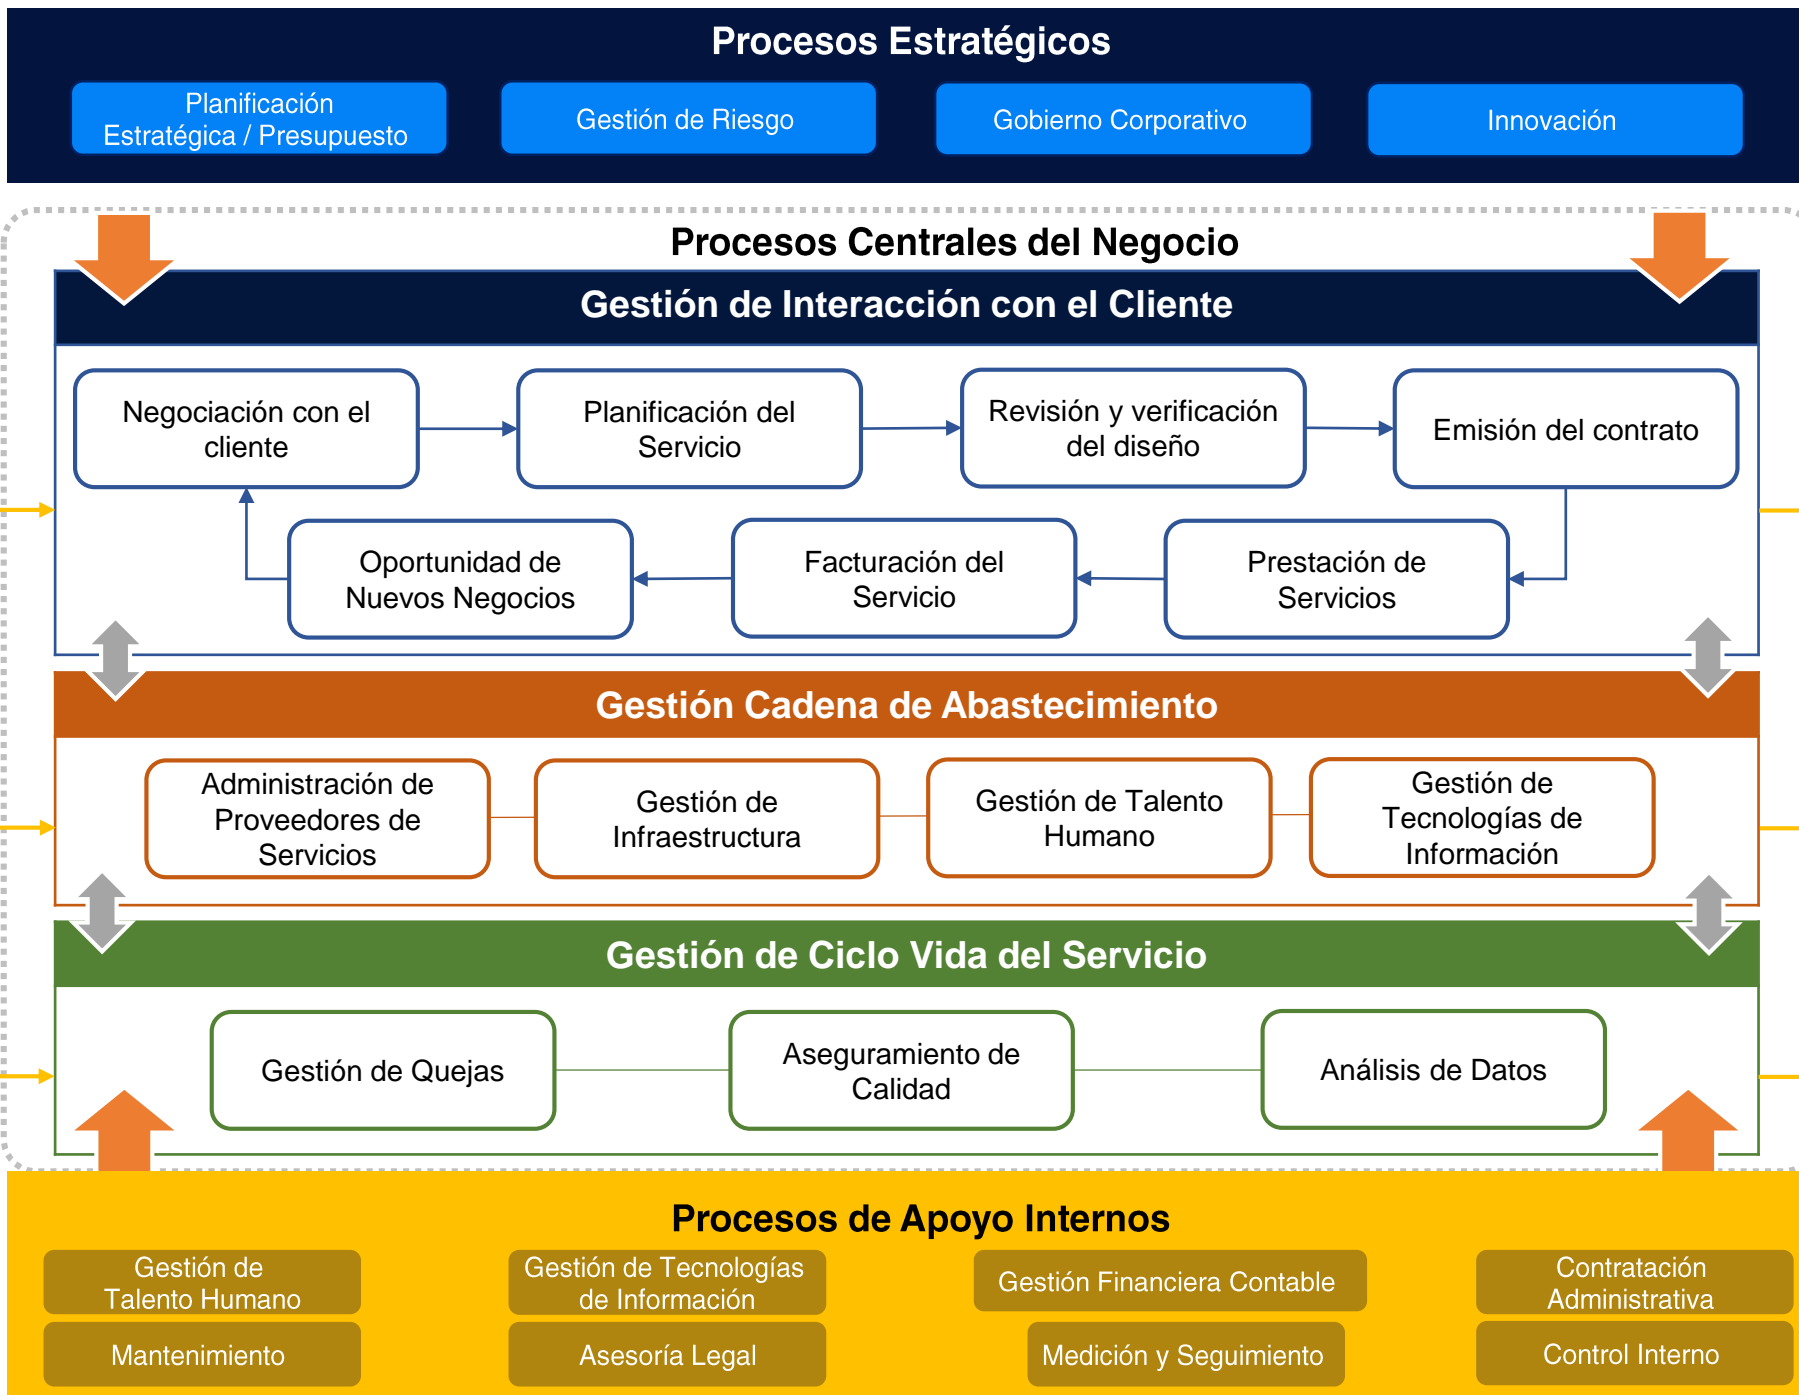 Procesos Estratégicos
Planificación
Estratégica / Presupuesto
Gestión de Riesgo
Gobierno Corporativo
Innovación
Procesos Centrales del Negocio
Gestión de Interacción con el Cliente
Negociación con el
cliente
Planificación del
Servicio
Revisión y verificación
del diseño
Emisión del contrato
Oportunidad de
Nuevos Negocios
Facturación del
Servicio
Prestación de
Servicios
Gestión Cadena de Abastecimiento
Administración de
Proveedores de
Servicios
Gestión de
Infraestructura
Gestión de Talento
Humano
Gestión de
Tecnologías de
Información
Gestión de Ciclo Vida del Servicio
Gestión de Quejas
Aseguramiento de
Calidad
Análisis de Datos
Procesos de Apoyo Internos
Gestión de
Talento Humano
Gestión de Tecnologías
de Información
Gestión Financiera Contable
Contratación
Administrativa
Mantenimiento
Asesoría Legal
Medición y Seguimiento
Control Interno